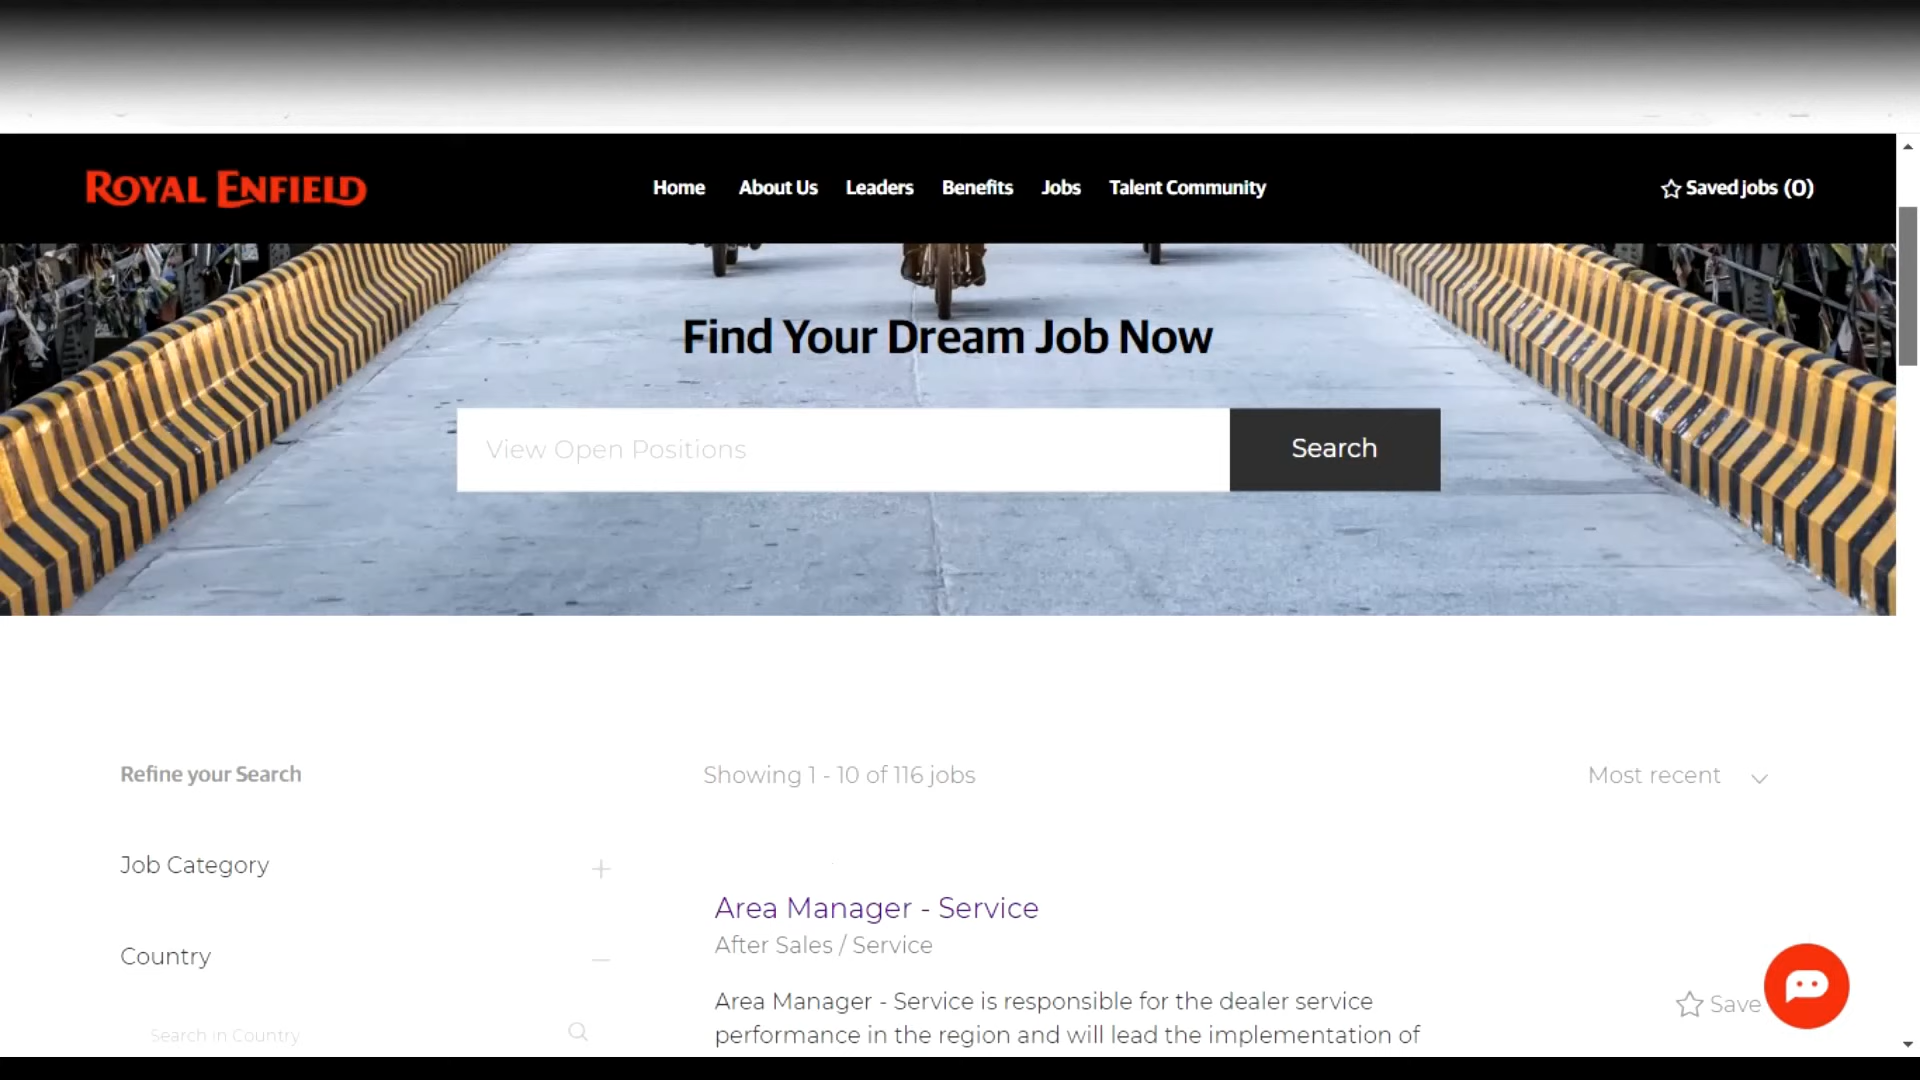 ROYAL ENFIELD
Home About Us Leaders Benefits Jobs Talent Community
Saved jobs (0)
Find Your Dream Job Now
View Open Positions
Search
Refine your Search
Showing 1 - 10 of 116 jobs
Most recent
Job Category
Area Manager - Service
After Sales / Service
Country
Area Manager - Service is responsible for the dealer service
performance in the region and will lead the implementation of
Save
Search in Country